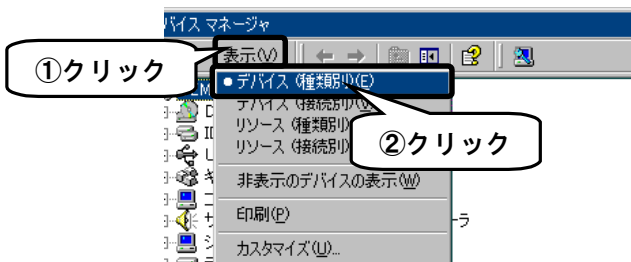 バイス マネージャ
表示(V)
①クリック
デバイス (種類別)(E)
デバイス (接続別)(V)
リソース (種類別)
リソース (接続別)
②クリック
非表示のデバイスの表示(W)
印刷(P)
カスタマイズ(U)...